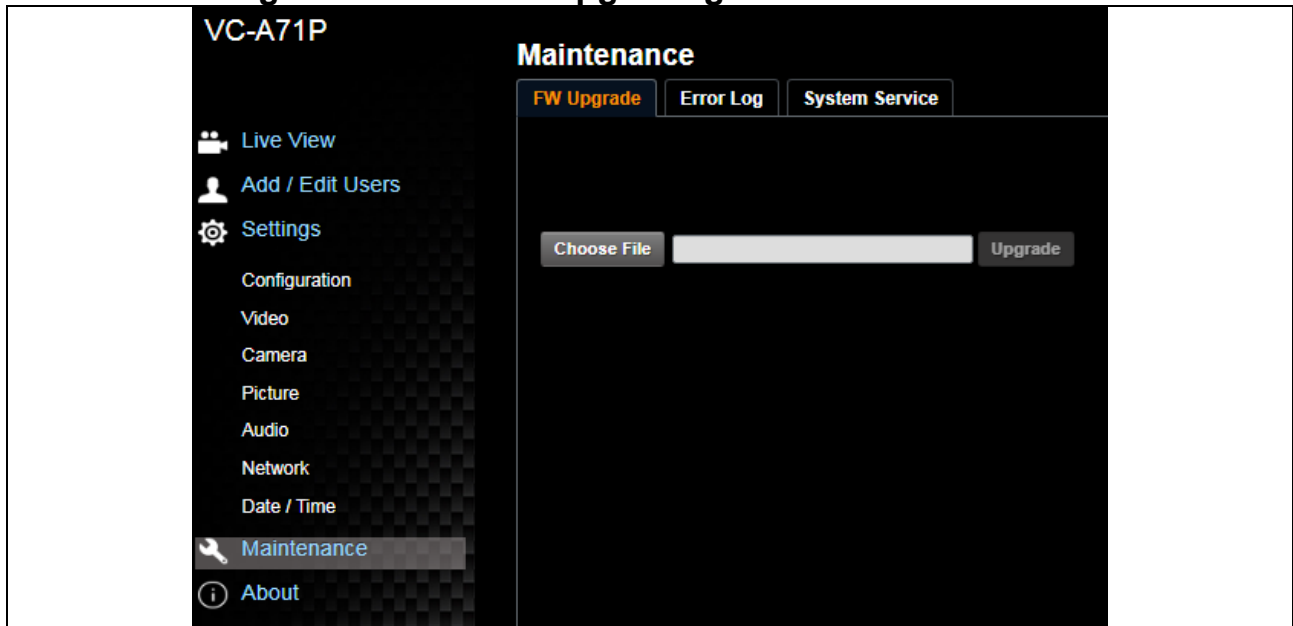 VC-A71P
Maintenance
FW Upgrade Error Log System Service
Live View
Add / Edit Users
Settings
Choose File Upgrade
Configuration
Video
Camera
Picture
Audio
Network
Date / Time
Maintenance
About